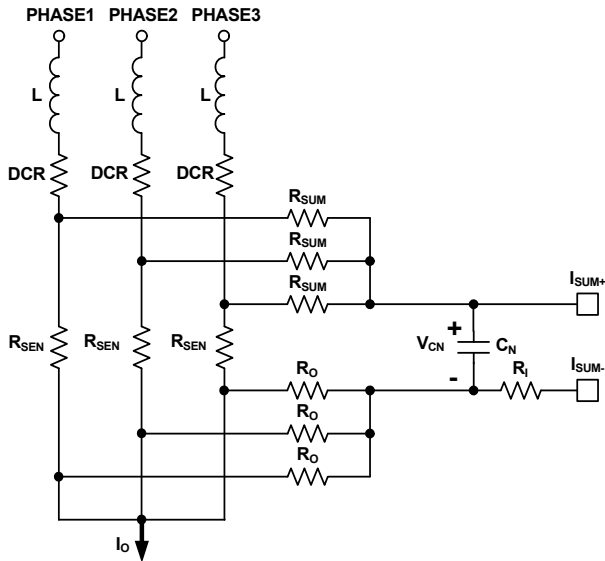 PHASE1 PHASE2 PHASE3
L L L
DCR DCR DCR
RSUM
RSUM
RSUM
ISUM+
RSEN RSEN RSEN
VCN + CN
-
RI ISUM-
RO
RO
RO
IO